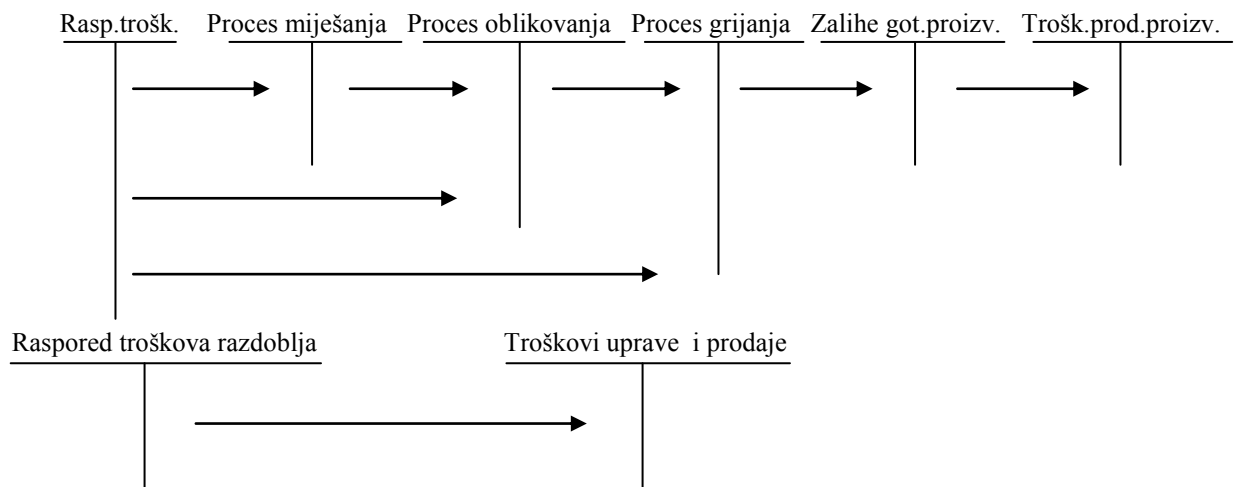 Rasp.trošk. Proces miješanja Proces oblikovanja Proces grijanja Zalihe got.proizv. Trošk.prod.proizv.
Raspored troškova razdoblja Troškovi uprave i prodaje